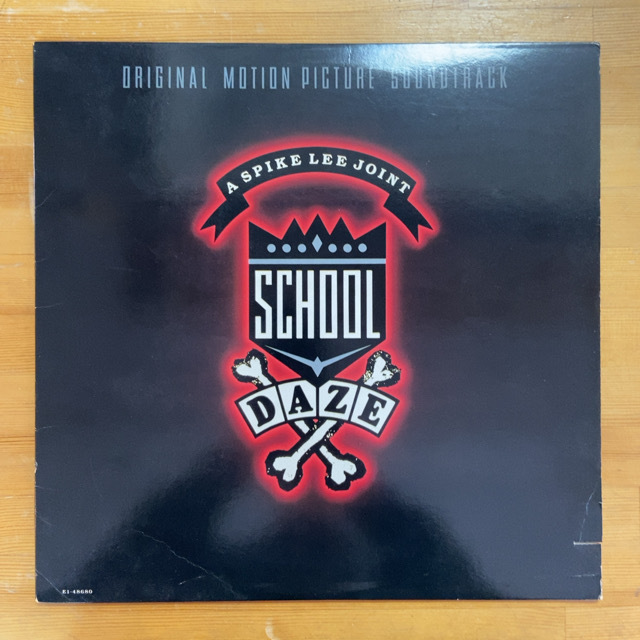 ORIGINAL MOTION PICTURE SOUNDTRACK
A SPIKE LEE JOINT
SCHOOL
DAZE
E1-48680